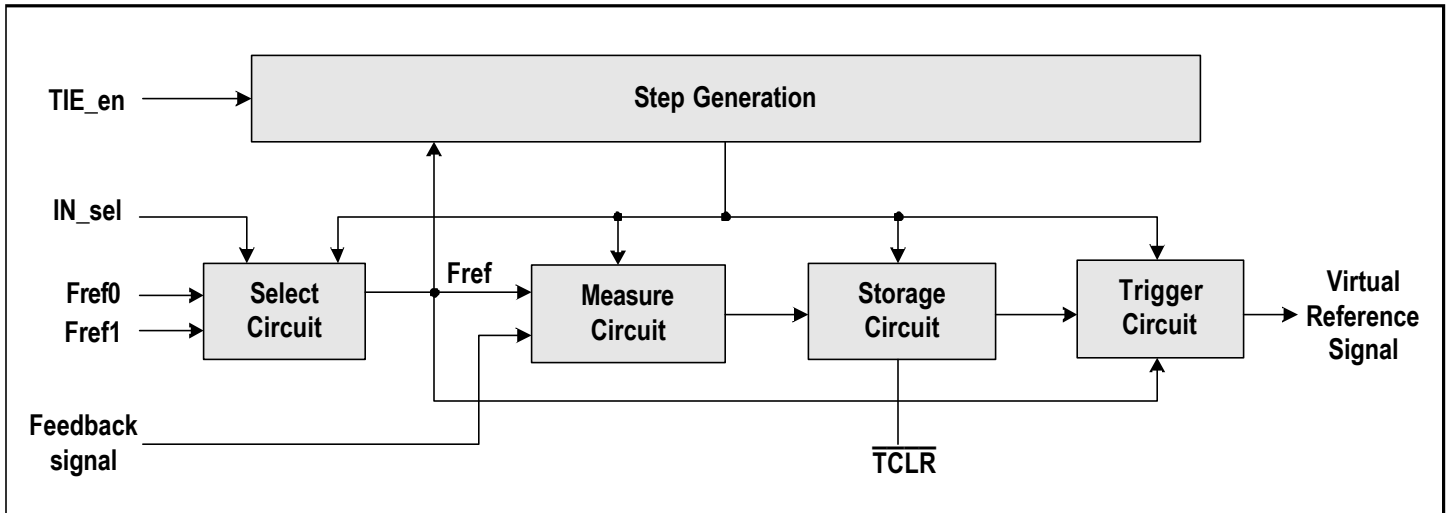 TIE_en
Step Generation
IN_sel
Fref0
Fref1
Select
Circuit
Fref
Measure
Circuit
Storage
Circuit
Trigger
Circuit
Virtual
Reference
Signal
Feedback
signal
T̅C̅L̅R̅